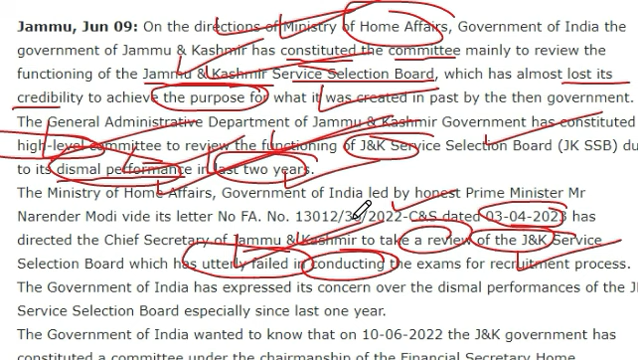 Jammu, Jun 09: On the directions of Ministry of Home Affairs, Government of India the
government of Jammu & Kashmir has constituted the committee mainly to review the
functioning of the Jammu & Kashmir Service Selection Board, which has almost lost its
credibility to achieve the purpose for what it was created in past by the then government.
The General Administrative Department of Jammu & Kashmir Government has constituted
high-level committee to review the functioning of J&K Service Selection Board (JK SSB) du
to its dismal performance in last two years.
The Ministry of Home Affairs, Government of India led by honest Prime Minister Mr
Narender Modi vide its letter No FA. No. 13012/ /2022-C&S dated 03-04-2023 has
directed the Chief Secretary of Jammu & Kashmir to take a review of the J&K Service
Selection Board which has utterly failed in conducting the exams for recruitment process.
The Government of India has expressed its concern over the dismal performances of the J
Service Selection Board especially since last one year.
The Government of India wanted to know that on 10-06-2022 the J&K government has
constituted a committee under the chairmanship of the Financial Secretary Home